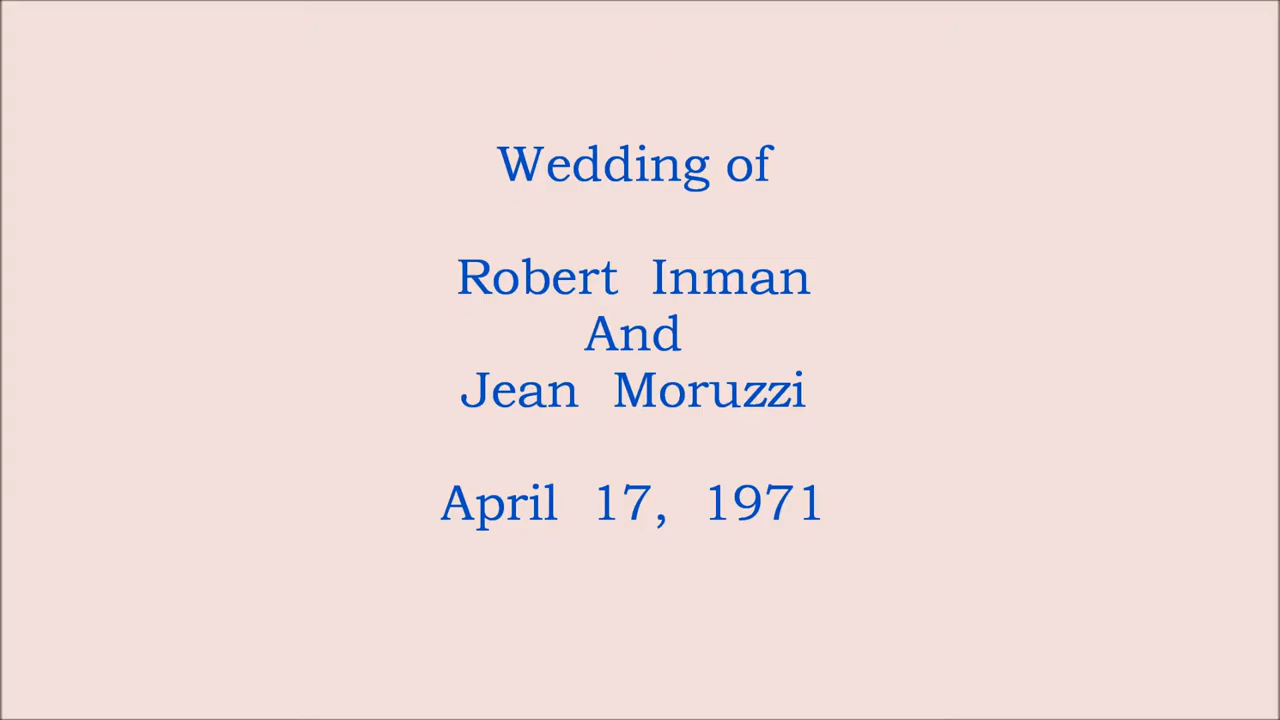 Wedding of
Robert Inman
And
Jean Moruzzi
April 17, 1971